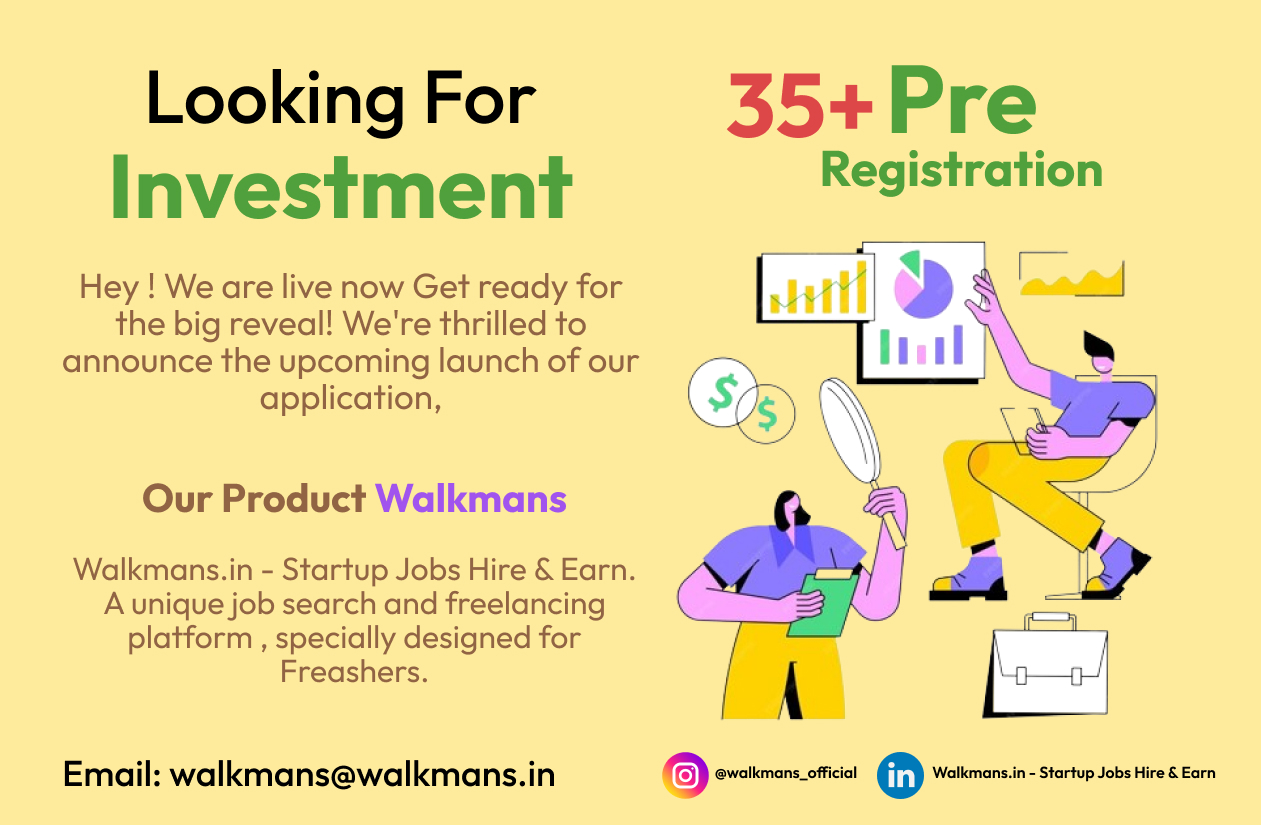 Looking For
Investment
Hey ! We are live now Get ready for
the big reveal! We're thrilled to
announce the upcoming launch of our
application,
Our Product Walkmans
Walkmans.in - Startup Jobs Hire & Earn.
A unique job search and freelancing
platform , specially designed for
Freashers.
Email: walkmans@walkmans.in
35+ Pre
Registration
$
$
@walkmans_official
in
Walkmans.in - Startup Jobs Hire & Earn